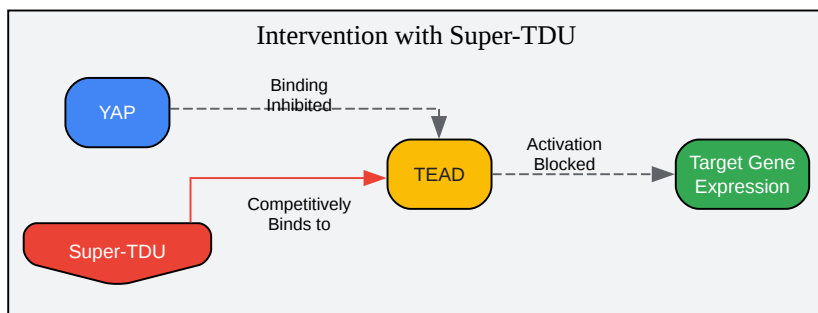 Intervention with Super-TDU
YAP
Binding
Inhibited
TEAD
Activation
Blocked
Target Gene
Expression
Competitively
Binds to
Super-TDU